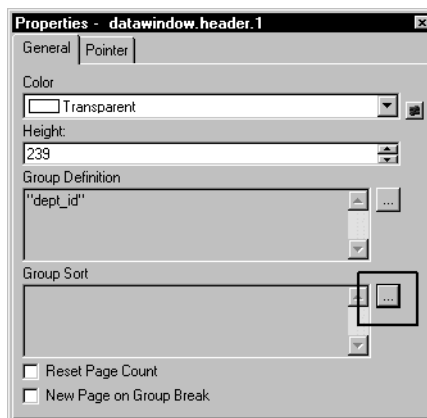 Properties - datawindow.header.1
General Pointer
Color
Transparent
Height:
239
Group Definition
"dept_id"
...
Group Sort
...
Reset Page Count
New Page on Group Break